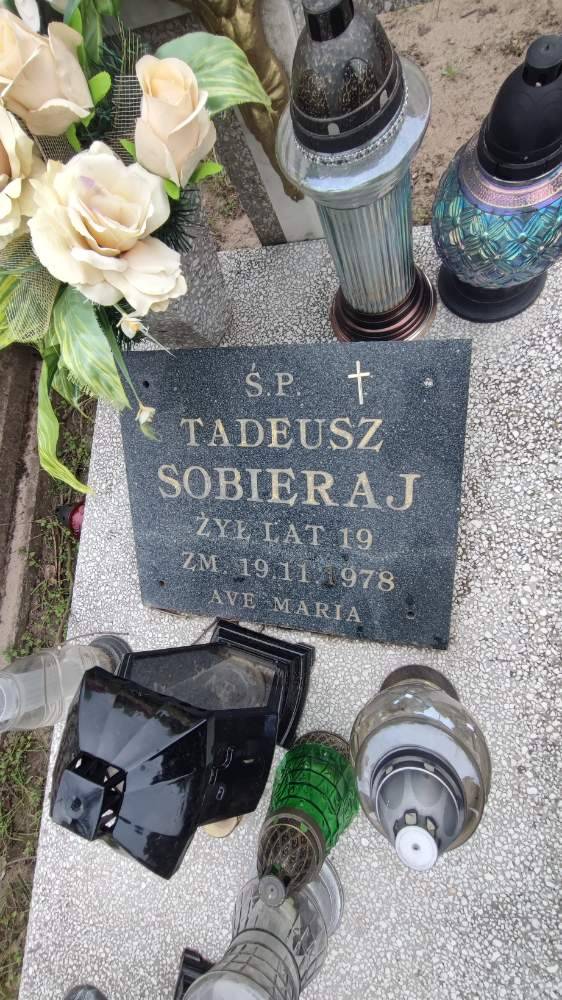 Ś.P.
TADEUSZ
SOBIERAJ
ŻYŁ LAT 19
ZM. 19.11.1978
AVE MARIA